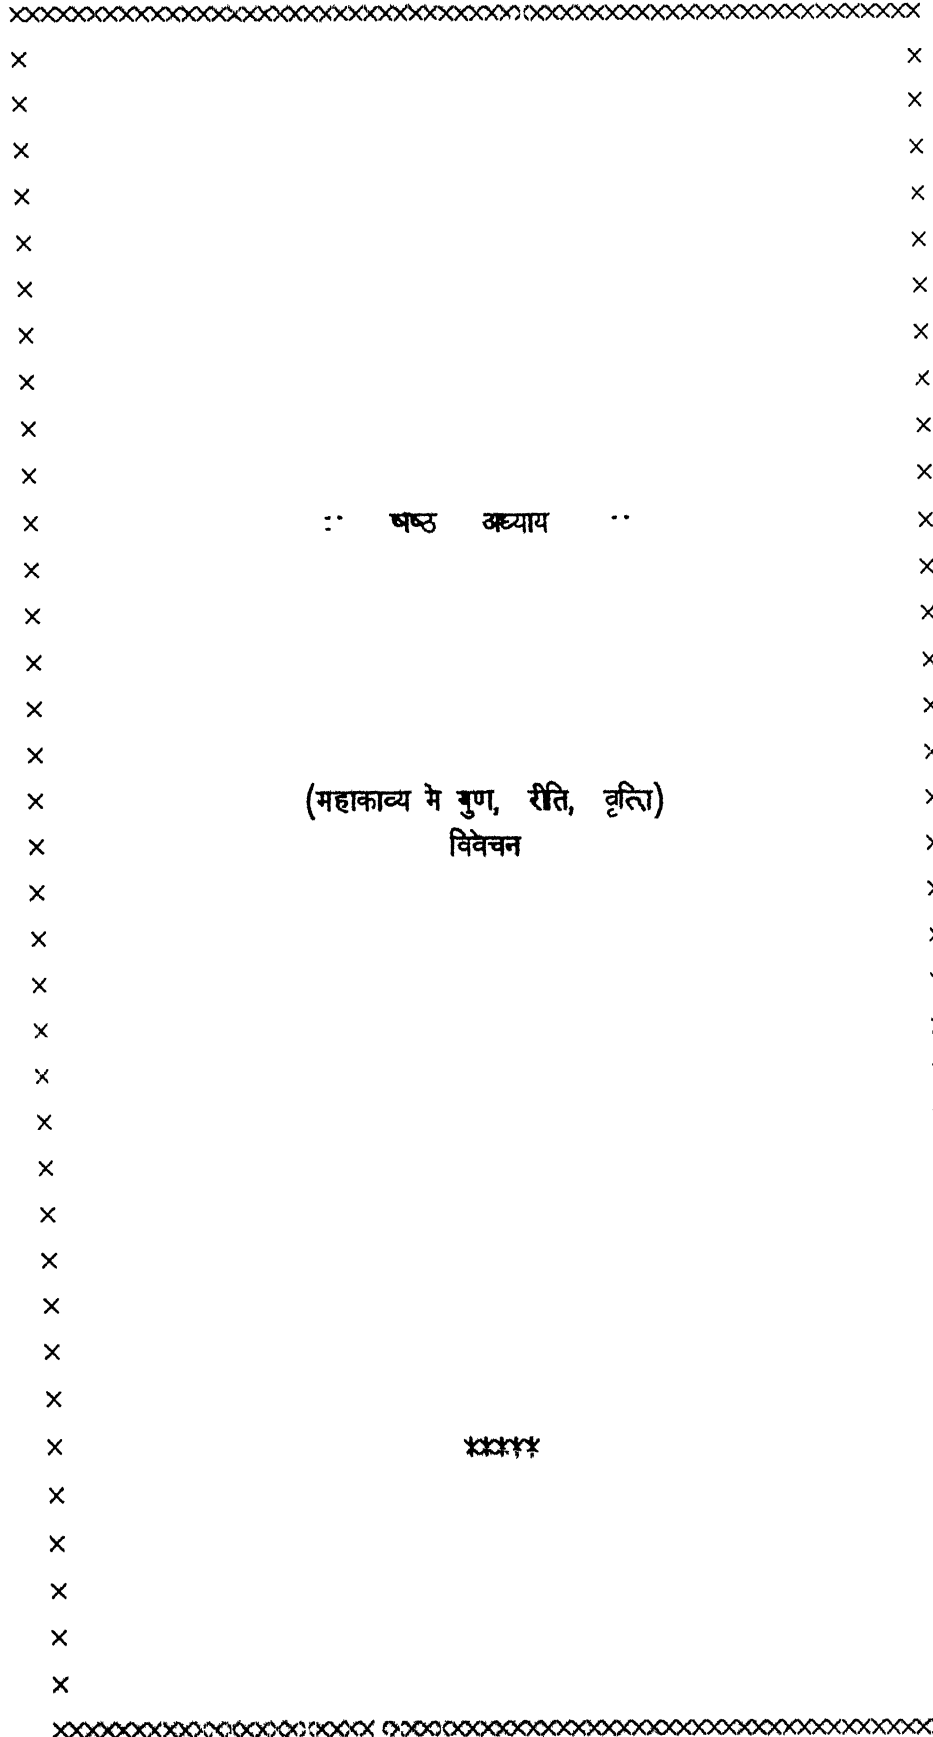 :: षष्ठ अध्याय ::
(महाकाव्य मे गुण, रीति, वृत्ति)
विवेचन
*****